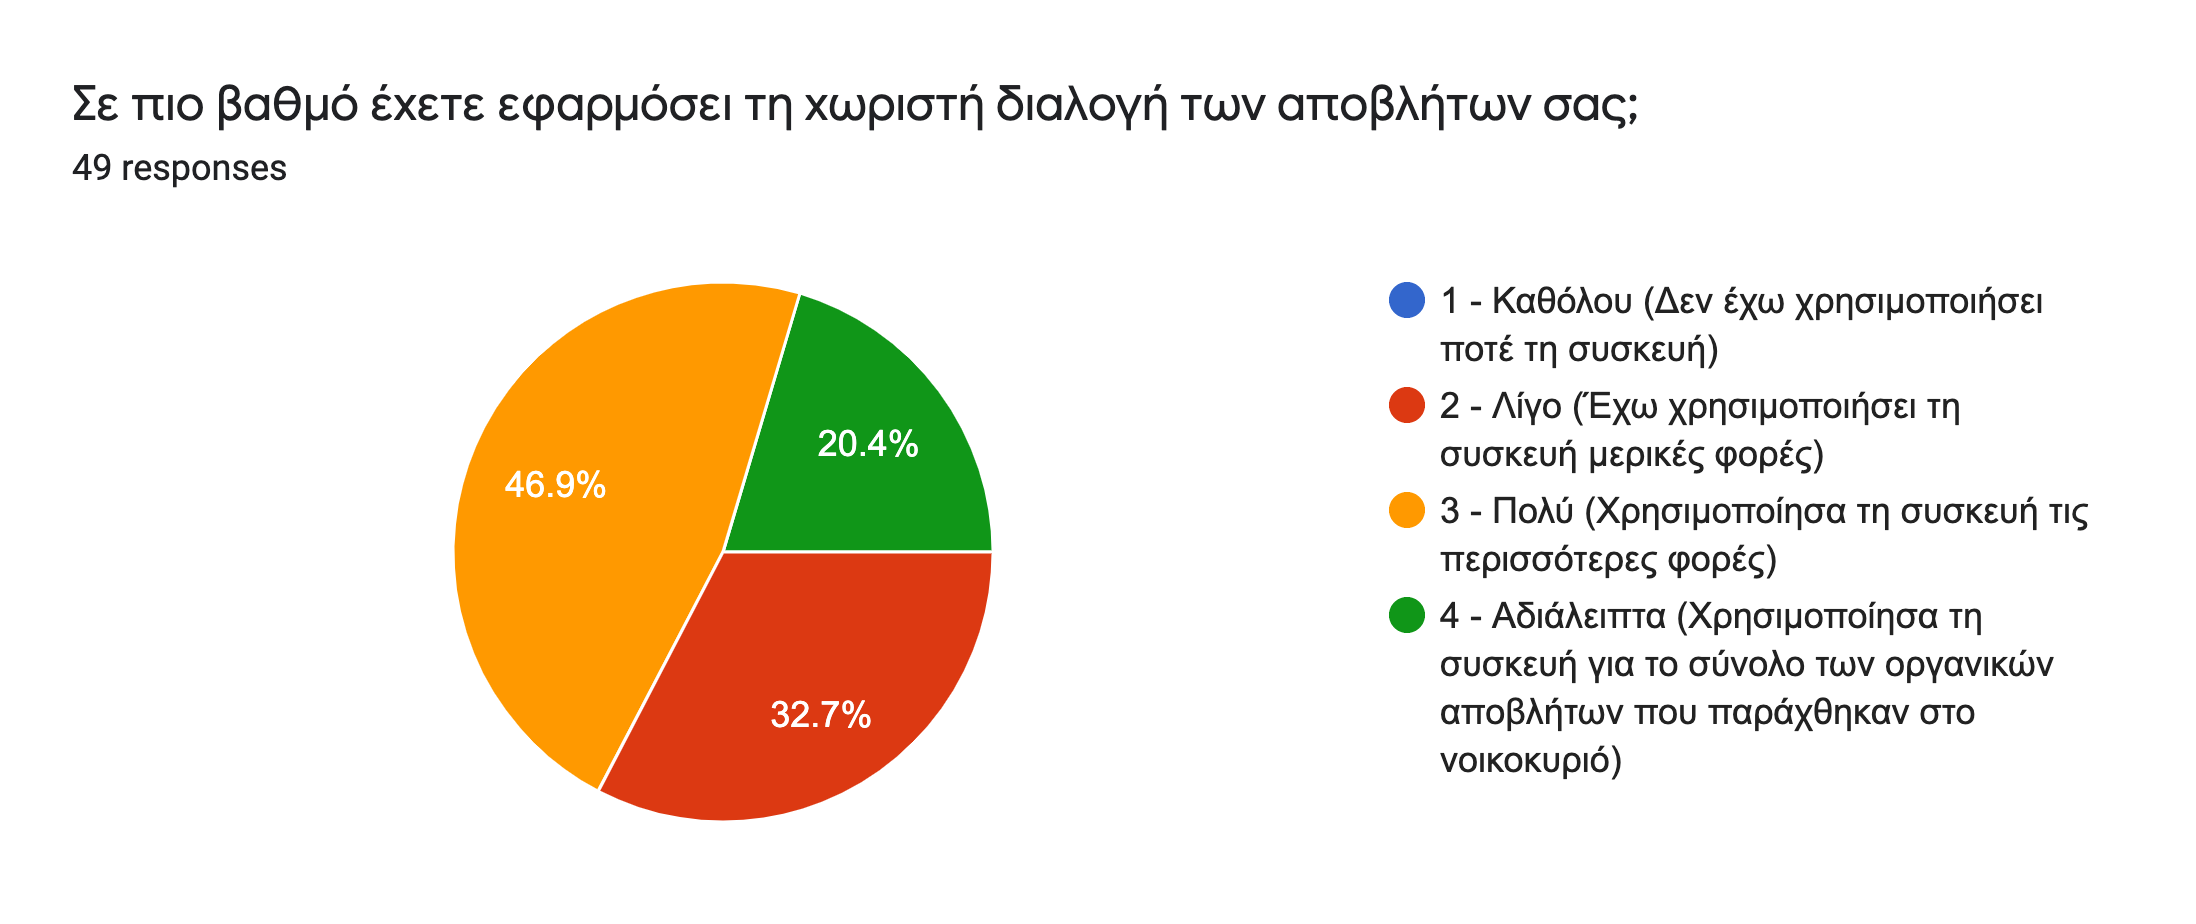 Σε πιο βαθμό έχετε εφαρμόσει τη χωριστή διαλογή των αποβλήτων σας;
49 responses
46.9%
20.4%
32.7%
1 - Καθόλου (Δεν έχω χρησιμοποιήσει
ποτέ τη συσκευή)
2 - Λίγο (Έχω χρησιμοποιήσει τη
συσκευή μερικές φορές)
3 - Πολύ (Χρησιμοποίησα τη συσκευή τις
περισσότερες φορές)
4 - Αδιάλειπτα (Χρησιμοποίησα τη
συσκευή για το σύνολο των οργανικών
αποβλήτων που παράχθηκαν στο
νοικοκυριό)